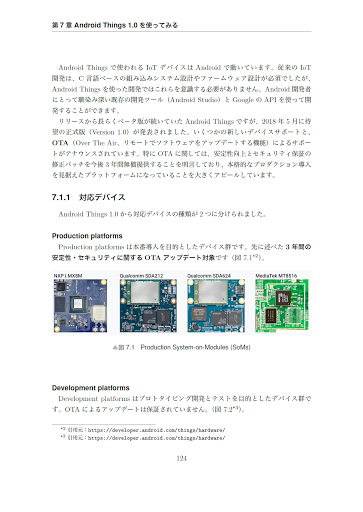 第 7 章 Android Things 1.0 を使ってみる
Android Things で使われる IoT デバイスは Android で動いています。従来の IoT
開発は、C 言語ベースの組み込みシステム設計やファームウェア設計が必須でしたが、
Android Things を使った開発ではこれらを意識する必要がありません。Android 開発者
にとって馴染み深い既存の開発ツール（Android Studio）と Google の API を使って開
発することができます。
リリースから長らくベータ版が続いていた Android Things ですが、2018 年 5 月に待
望の正式版（Version 1.0）が発表されました。いくつかの新しいデバイスサポートと、
OTA（Over The Air、リモートでソフトウェアをアップデートする機能）によるサポー
トがアナウンスされています。特に OTA に関しては、安定性向上とセキュリティ保証の
修正パッチを今後 3 年間無償提供することを明言しており、本格的なプロダクション導入
を見据えたプラットフォームになっていることを大きくアピールしています。
7.1.1 対応デバイス
Android Things 1.0 から対応デバイスの種類が 2 つに分けられました。
Production platforms
Production platforms は本番導入を目的としたデバイス群です。先に述べた 3 年間の
安定性・セキュリティに関する OTA アップデート対象です（図 7.1*2）。
NXP i.MX8M Qualcomm SDA212 Qualcomm SDA624 MediaTek MT8516
▲図 7.1 Production System-on-Modules (SoMs)
Development platforms
Development platforms はプロトタイピング開発とテストを目的としたデバイス群で
す。OTA によるアップデートは保証されていません。（図 7.2*3）。
*2 引用元：https://developer.android.com/things/hardware/
*3 引用元：https://developer.android.com/things/hardware/
124